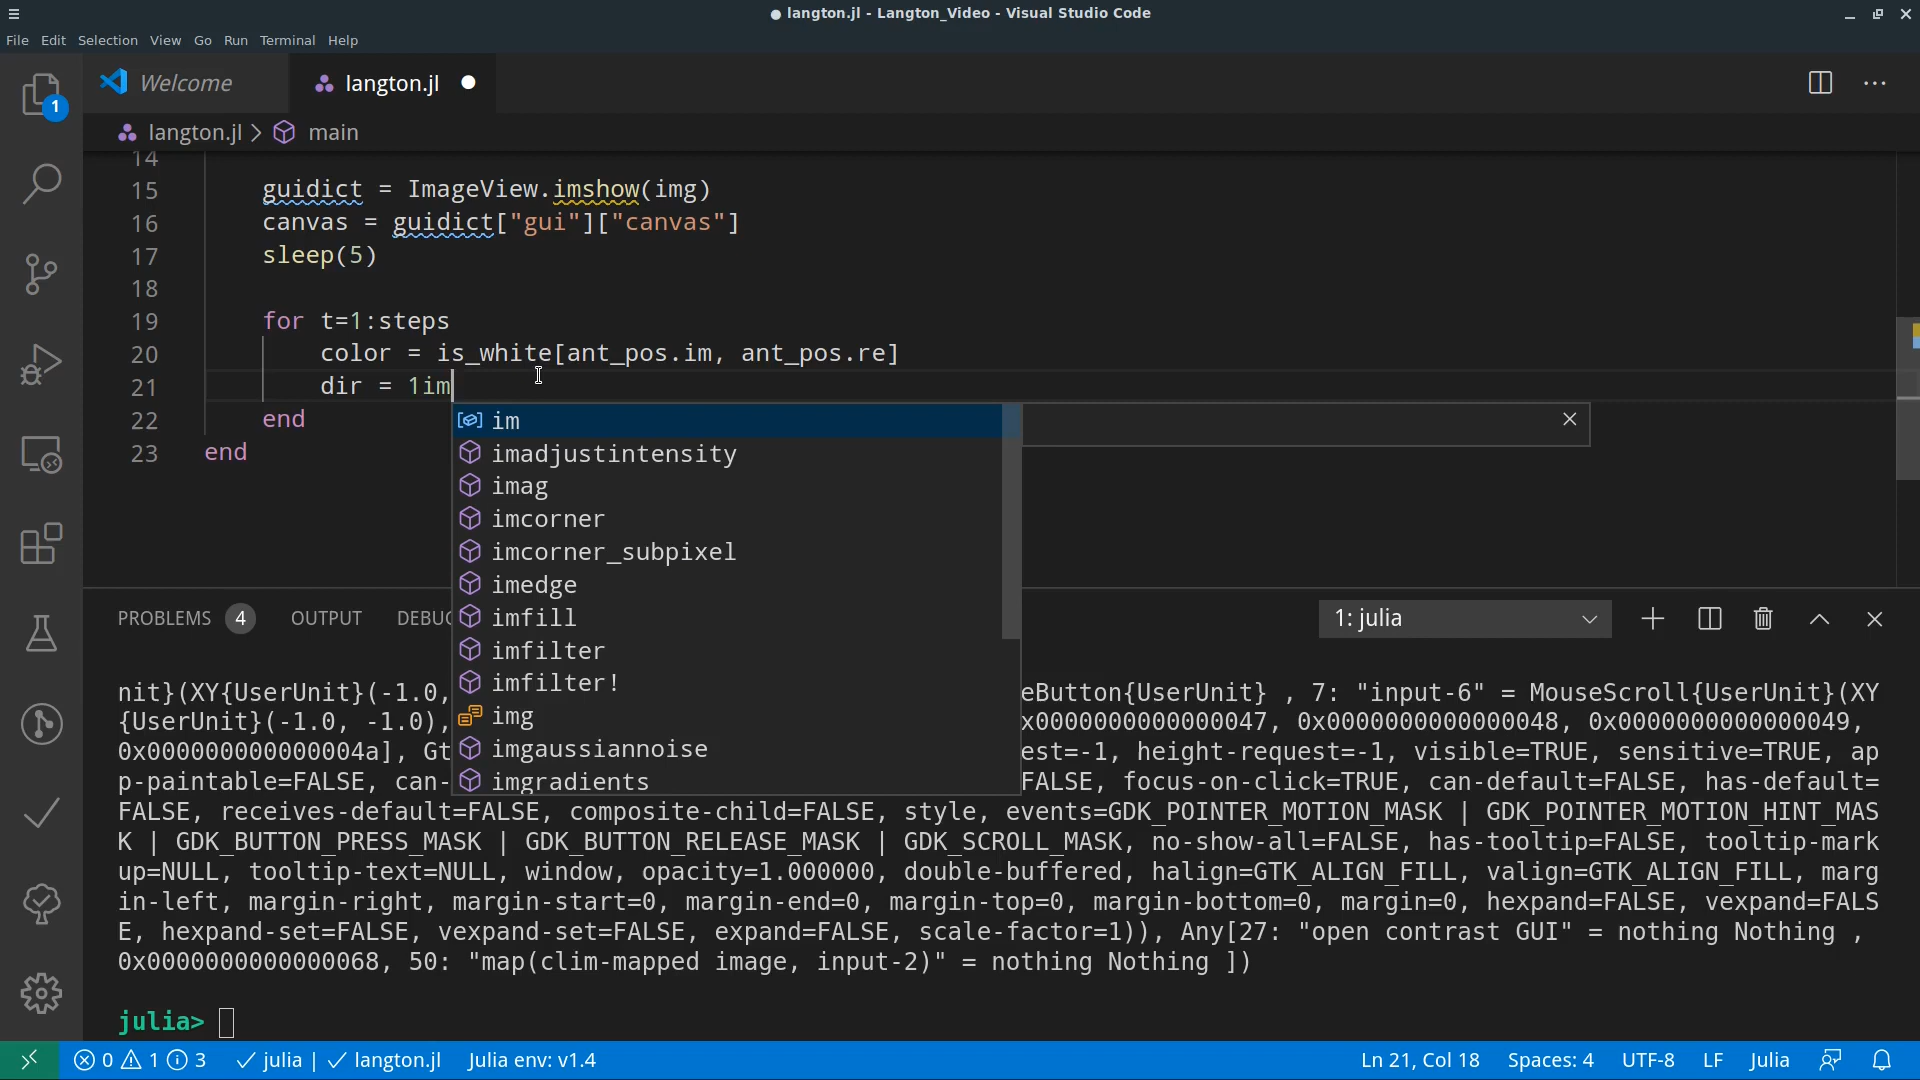 langton.jl - Langton_Video - Visual Studio Code
File Edit Selection View Go Run Terminal Help
1
Welcome
langton.jl
langton.jl > main
14
15 guidict = ImageView.imshow(img)
16 canvas = guidict["gui"]["canvas"]
17 sleep(5)
18
19 for t=1:steps
20 color = is_white[ant_pos.im, ant_pos.re]
21 dir = 1im
22 end
23 end
im
imadjustintensity
imag
imcorner
imcorner_subpixel
imedge
imfill
imfilter
imfilter!
img
imgaussiannoise
imgradients
PROBLEMS 4 OUTPUT DEBUG 1: julia
nit}(XY{UserUnit}(-1.0, eButton{UserUnit} , 7: "input-6" = MouseScroll{UserUnit}(XY
{UserUnit}(-1.0, -1.0), x0000000000000047, 0x0000000000000048, 0x0000000000000049,
0x000000000000004a], Gt est=-1, height-request=-1, visible=TRUE, sensitive=TRUE, ap
p-paintable=FALSE, can- FALSE, focus-on-click=TRUE, can-default=FALSE, has-default=
FALSE, receives-default=FALSE, composite-child=FALSE, style, events=GDK_POINTER_MOTION_MASK | GDK_POINTER_MOTION_HINT_MAS
K | GDK_BUTTON_PRESS_MASK | GDK_BUTTON_RELEASE_MASK | GDK_SCROLL_MASK, no-show-all=FALSE, has-tooltip=FALSE, tooltip-mark
up=NULL, tooltip-text=NULL, window, opacity=1.000000, double-buffered, halign=GTK_ALIGN_FILL, valign=GTK_ALIGN_FILL, marg
in-left, margin-right, margin-start=0, margin-end=0, margin-top=0, margin-bottom=0, margin=0, hexpand=FALSE, vexpand=FALS
E, hexpand-set=FALSE, vexpand-set=FALSE, expand=FALSE, scale-factor=1)), Any[27: "open contrast GUI" = nothing Nothing ,
0x0000000000000068, 50: "map(clim-mapped image, input-2)" = nothing Nothing ])
julia>
0 1 3 julia | langton.jl Julia env: v1.4 Ln 21, Col 18 Spaces: 4 UTF-8 LF Julia